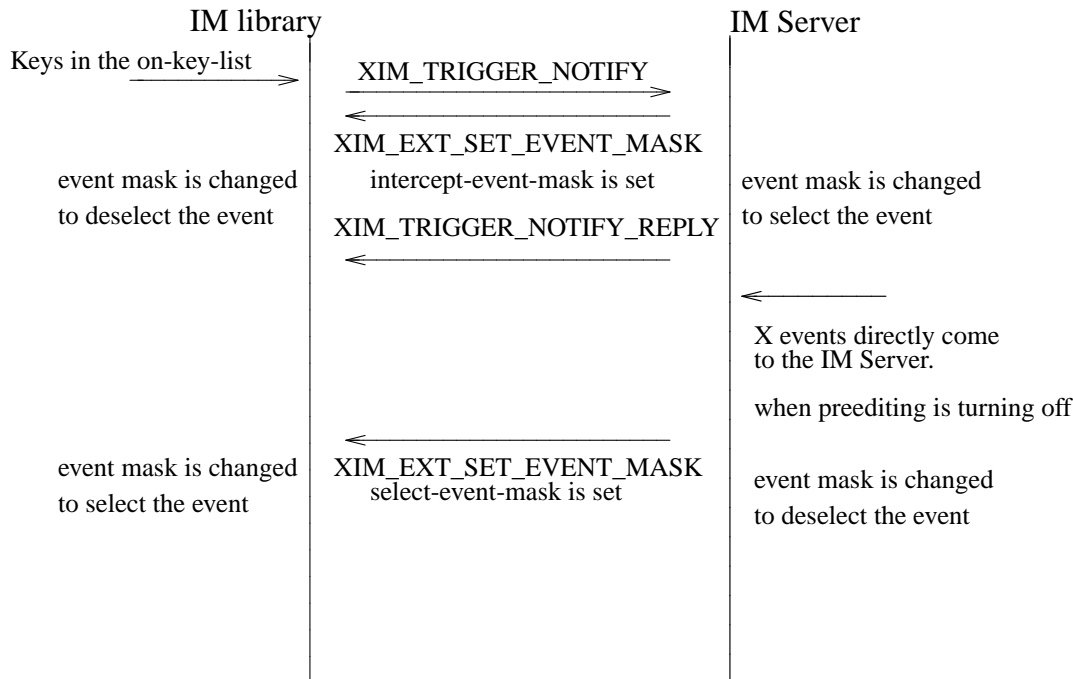 IM library
IM Server
Keys in the on-key-list
XIM_TRIGGER_NOTIFY
XIM_EXT_SET_EVENT_MASK
event mask is changed
to deselect the event
intercept-event-mask is set
event mask is changed
to select the event
XIM_TRIGGER_NOTIFY_REPLY
X events directly come
to the IM Server.
when preediting is turning off
event mask is changed
to select the event
XIM_EXT_SET_EVENT_MASK
select-event-mask is set
event mask is changed
to deselect the event